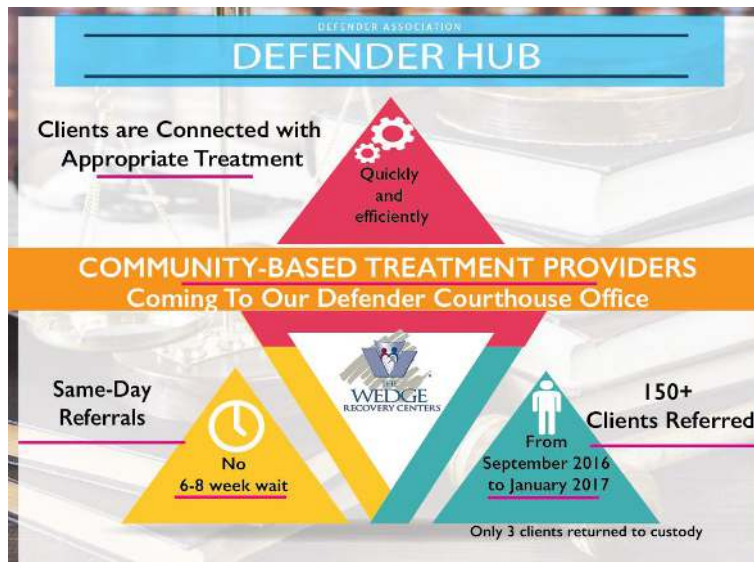 DEFENDER ASSOCIATION
DEFENDER HUB
Clients are Connected with
Appropriate Treatment
Quickly
and
efficiently
COMMUNITY-BASED TREATMENT PROVIDERS
Coming To Our Defender Courthouse Office
THE
WEDGE
RECOVERY CENTERS
Same-Day
Referrals
No
6-8 week wait
From
September 2016
to January 2017
150+
Clients Referred
Only 3 clients returned to custody